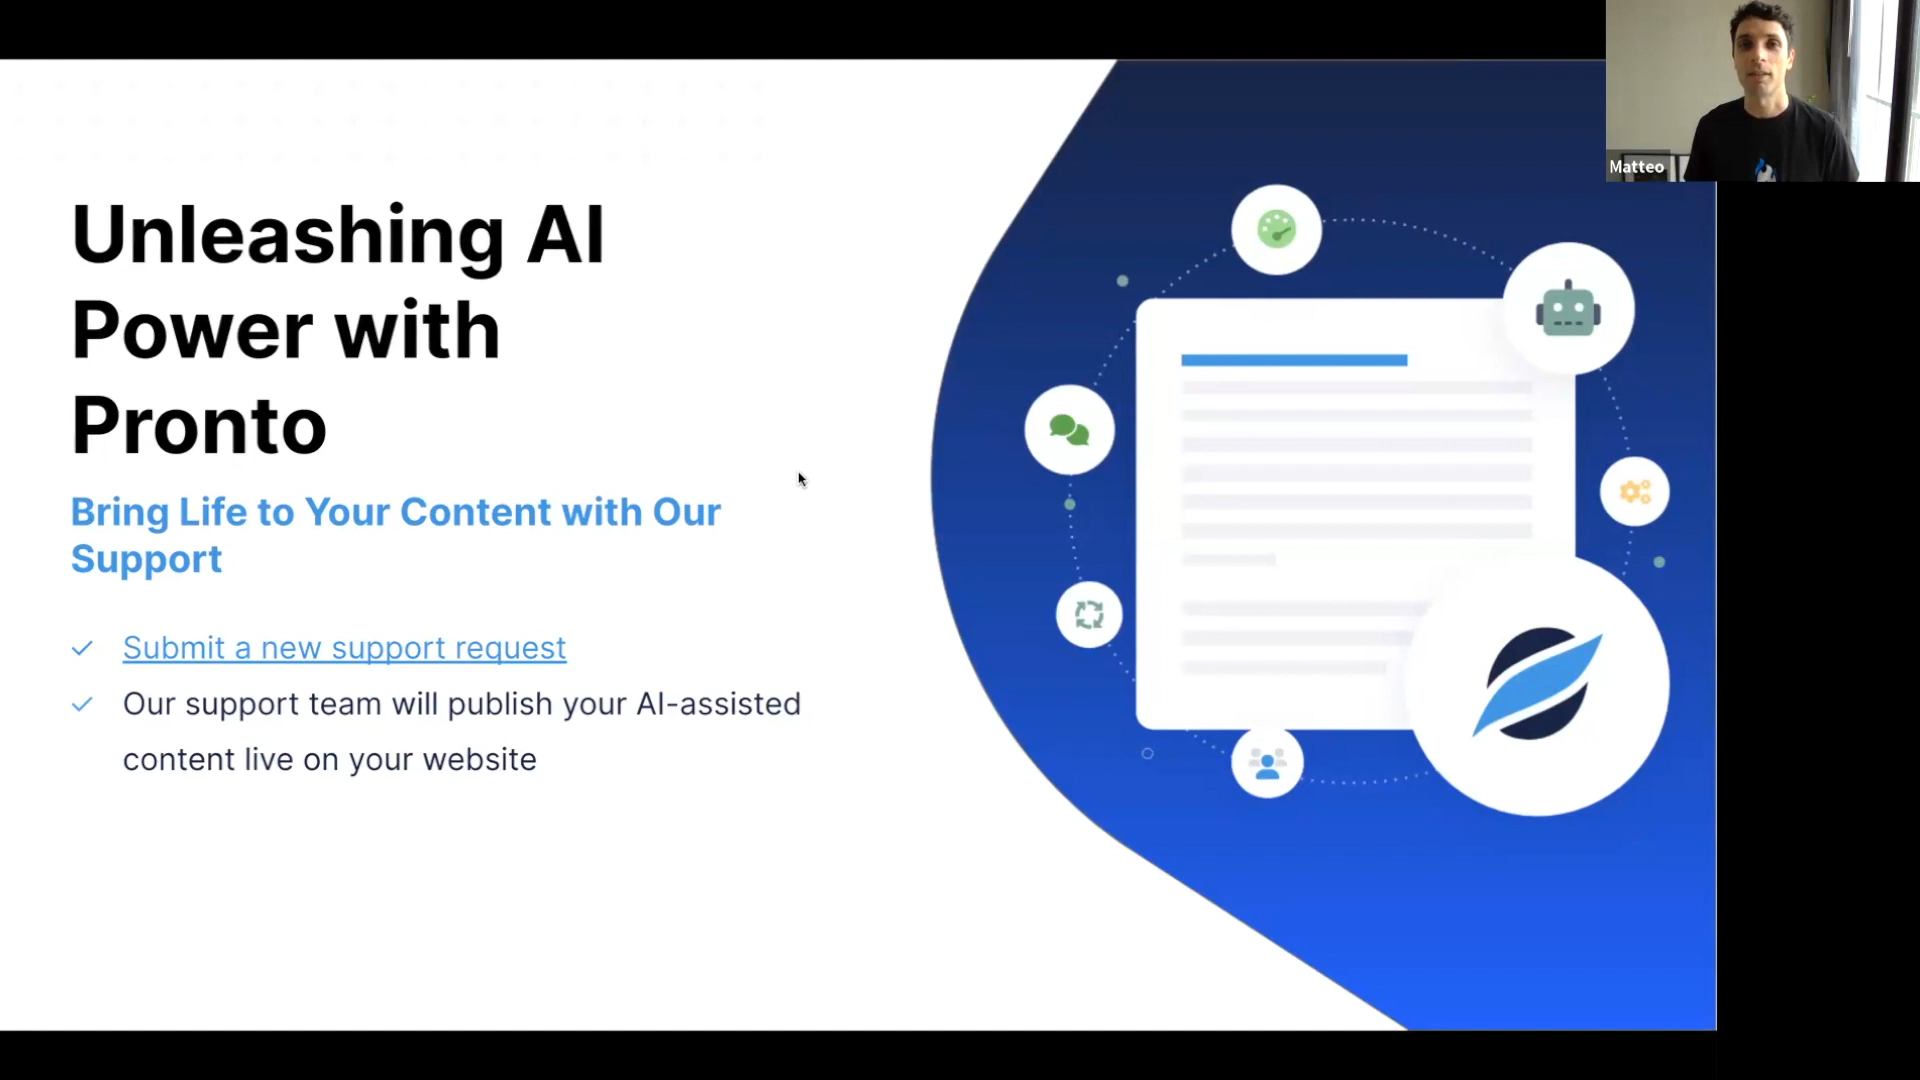 Unleashing AI
Power with
Pronto
Bring Life to Your Content with Our
Support
Submit a new support request
Our support team will publish your AI-assisted
content live on your website
Matteo